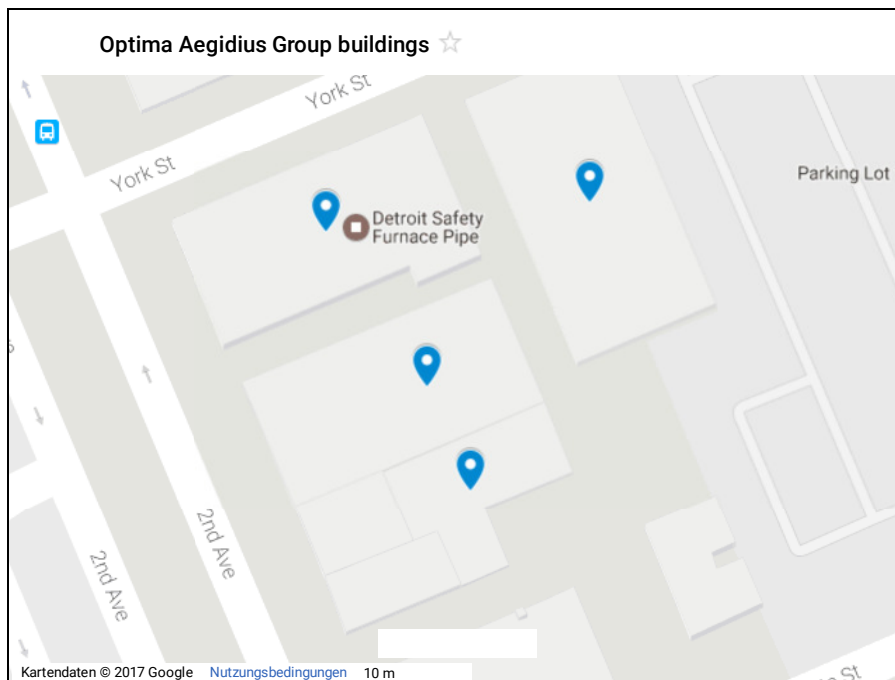 Optima Aegidius Group buildings
York St
York St
Parking Lot
Detroit Safety
Furnace Pipe
2nd Ave
2nd Ave
St
Kartendaten © 2017 Google Nutzungsbedingungen 10 m